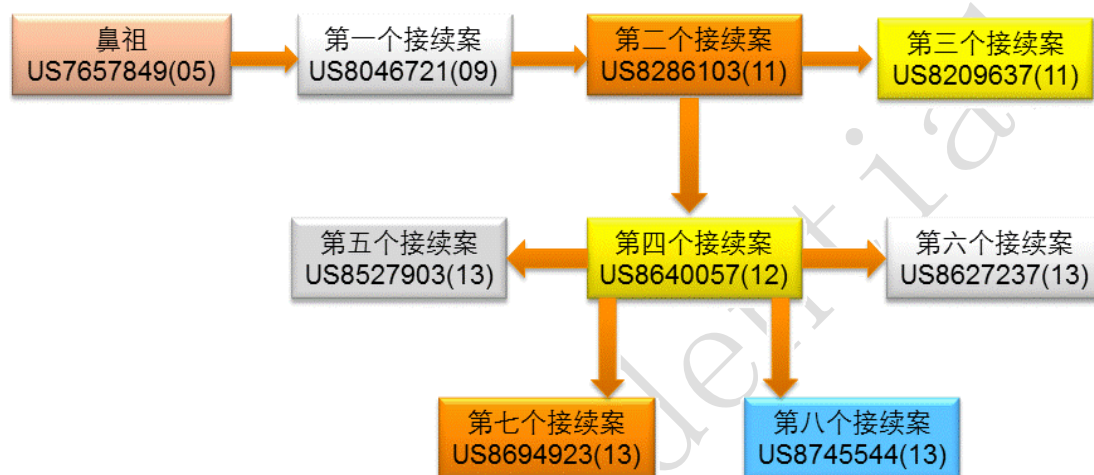 鼻祖
US7657849(05)
第一个接续案
US8046721(09)
第二个接续案
US8286103(11)
第三个接续案
US8209637(11)
第五个接续案
US8527903(13)
第四个接续案
US8640057(12)
第六个接续案
US8627237(13)
第七个接续案
US8694923(13)
第八个接续案
US8745544(13)